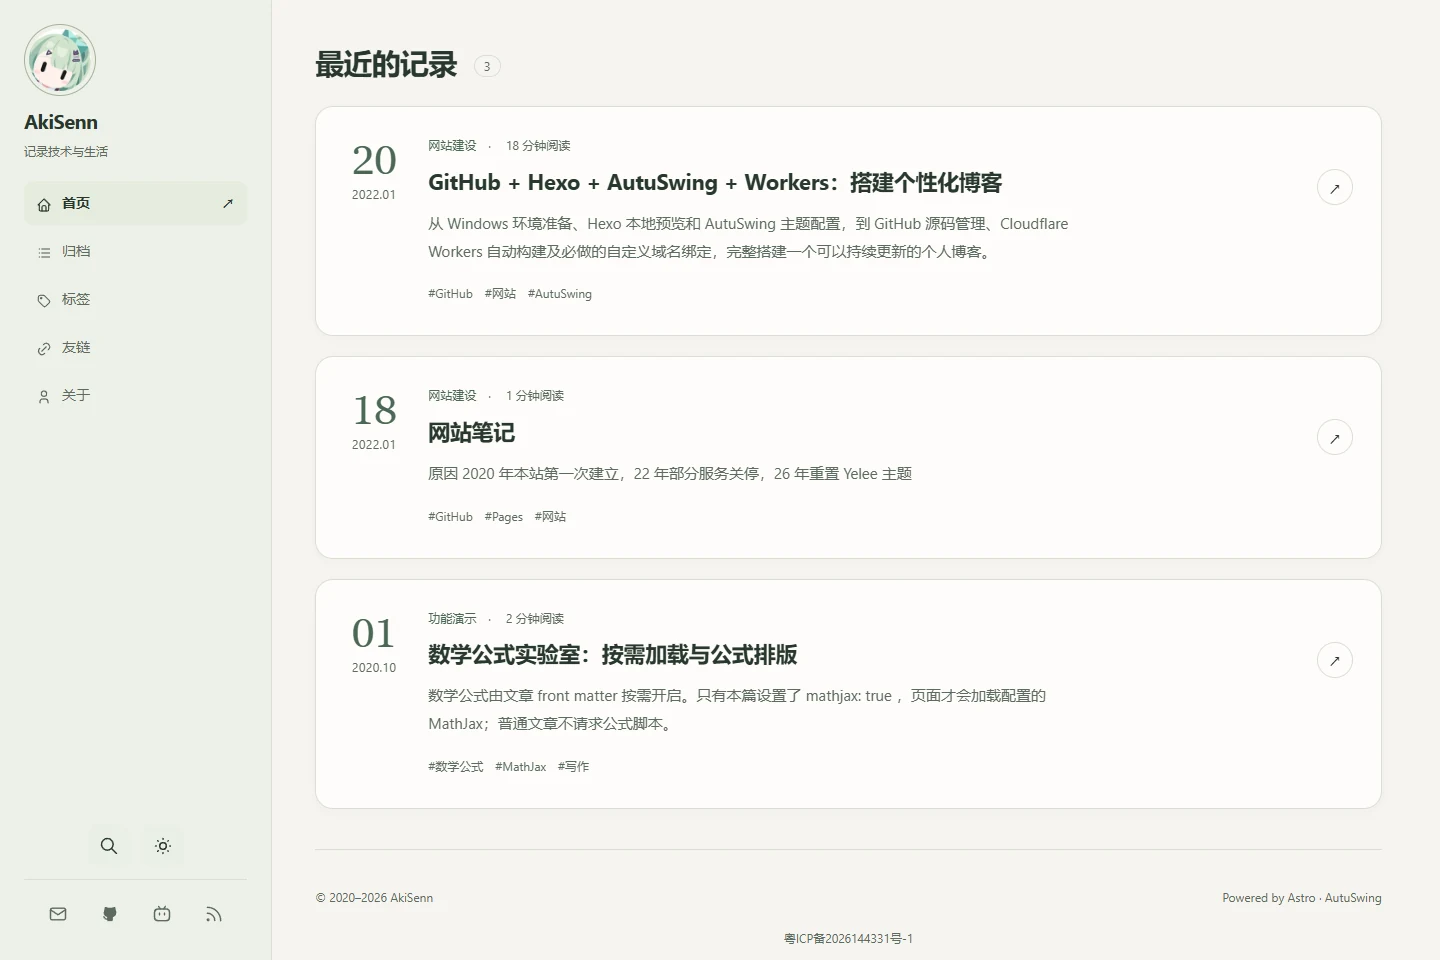 AkiSenn
记录技术与生活
首页
归档
标签
友链
关于
最近的记录 3
20
2022.01
网站建设 · 18 分钟阅读
GitHub + Hexo + AutuSwing + Workers：搭建个性化博客
从 Windows 环境准备、Hexo 本地预览和 AutuSwing 主题配置，到 GitHub 源码管理、Cloudflare
Workers 自动构建及必做的自定义域名绑定，完整搭建一个可以持续更新的个人博客。
#GitHub #网站 #AutuSwing
18
2022.01
网站建设 · 1 分钟阅读
网站笔记
原因 2020 年本站第一次建立，22 年部分服务关停，26 年重置 Yelee 主题
#GitHub #Pages #网站
01
2020.10
功能演示 · 2 分钟阅读
数学公式实验室：按需加载与公式排版
数学公式由文章 front matter 按需开启。只有本篇设置了 mathjax: true ，页面才会加载配置的
MathJax；普通文章不请求公式脚本。
#数学公式 #MathJax #写作
© 2020–2026 AkiSenn
Powered by Astro · AutuSwing
粤ICP备2026144331号-1